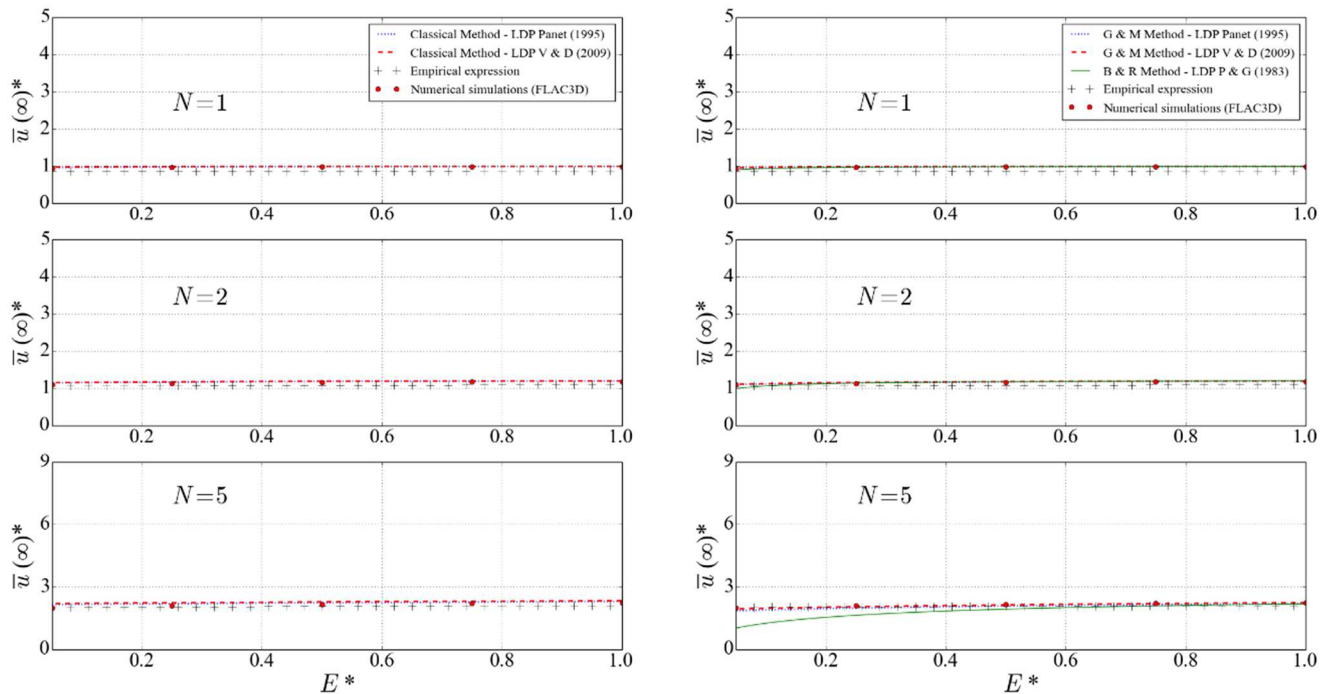 5
4
3
2
1
0
u̅(∞)*
N=1
Classical Method - LDP Panet (1995)
Classical Method - LDP V & D (2009)
Empirical expression
Numerical simulations (FLAC3D)
0.2 0.4 0.6 0.8 1.0
5
4
3
2
1
0
u̅(∞)*
N=1
G & M Method - LDP Panet (1995)
G & M Method - LDP V & D (2009)
B & R Method - LDP P & G (1983)
Empirical expression
Numerical simulations (FLAC3D)
0.2 0.4 0.6 0.8 1.0
5
4
3
2
1
0
u̅(∞)*
N=2
0.2 0.4 0.6 0.8 1.0
5
4
3
2
1
0
u̅(∞)*
N=2
0.2 0.4 0.6 0.8 1.0
9
6
3
0
u̅(∞)*
N=5
0.2 0.4 0.6 0.8 1.0
E*
9
6
3
0
u̅(∞)*
N=5
0.2 0.4 0.6 0.8 1.0
E*